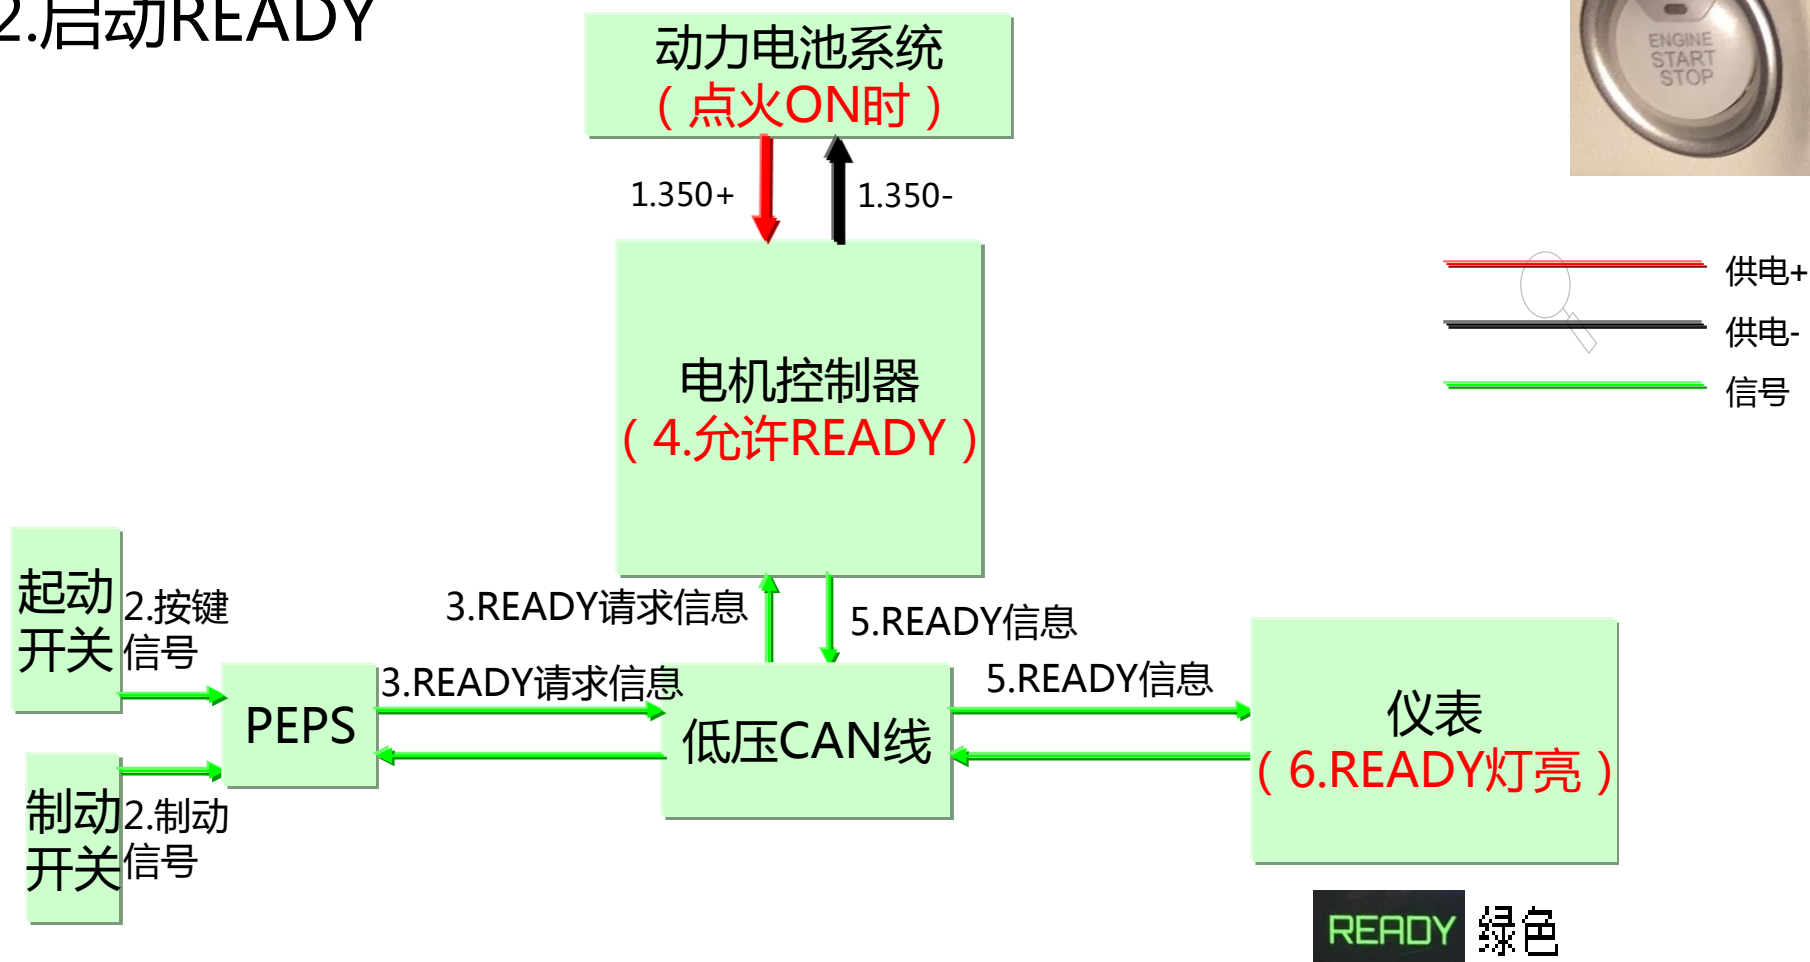 2.启动READY
动力电池系统
（点火ON时）
ENGINE
START
STOP
1.350+
1.350-
供电+
供电-
信号
电机控制器
（4.允许READY）
起动
开关
2.按键
信号
3.READY请求信息
5.READY信息
3.READY请求信息
5.READY信息
PEPS
低压CAN线
仪表
（6.READY灯亮）
制动
开关
2.制动
信号
READY
绿色